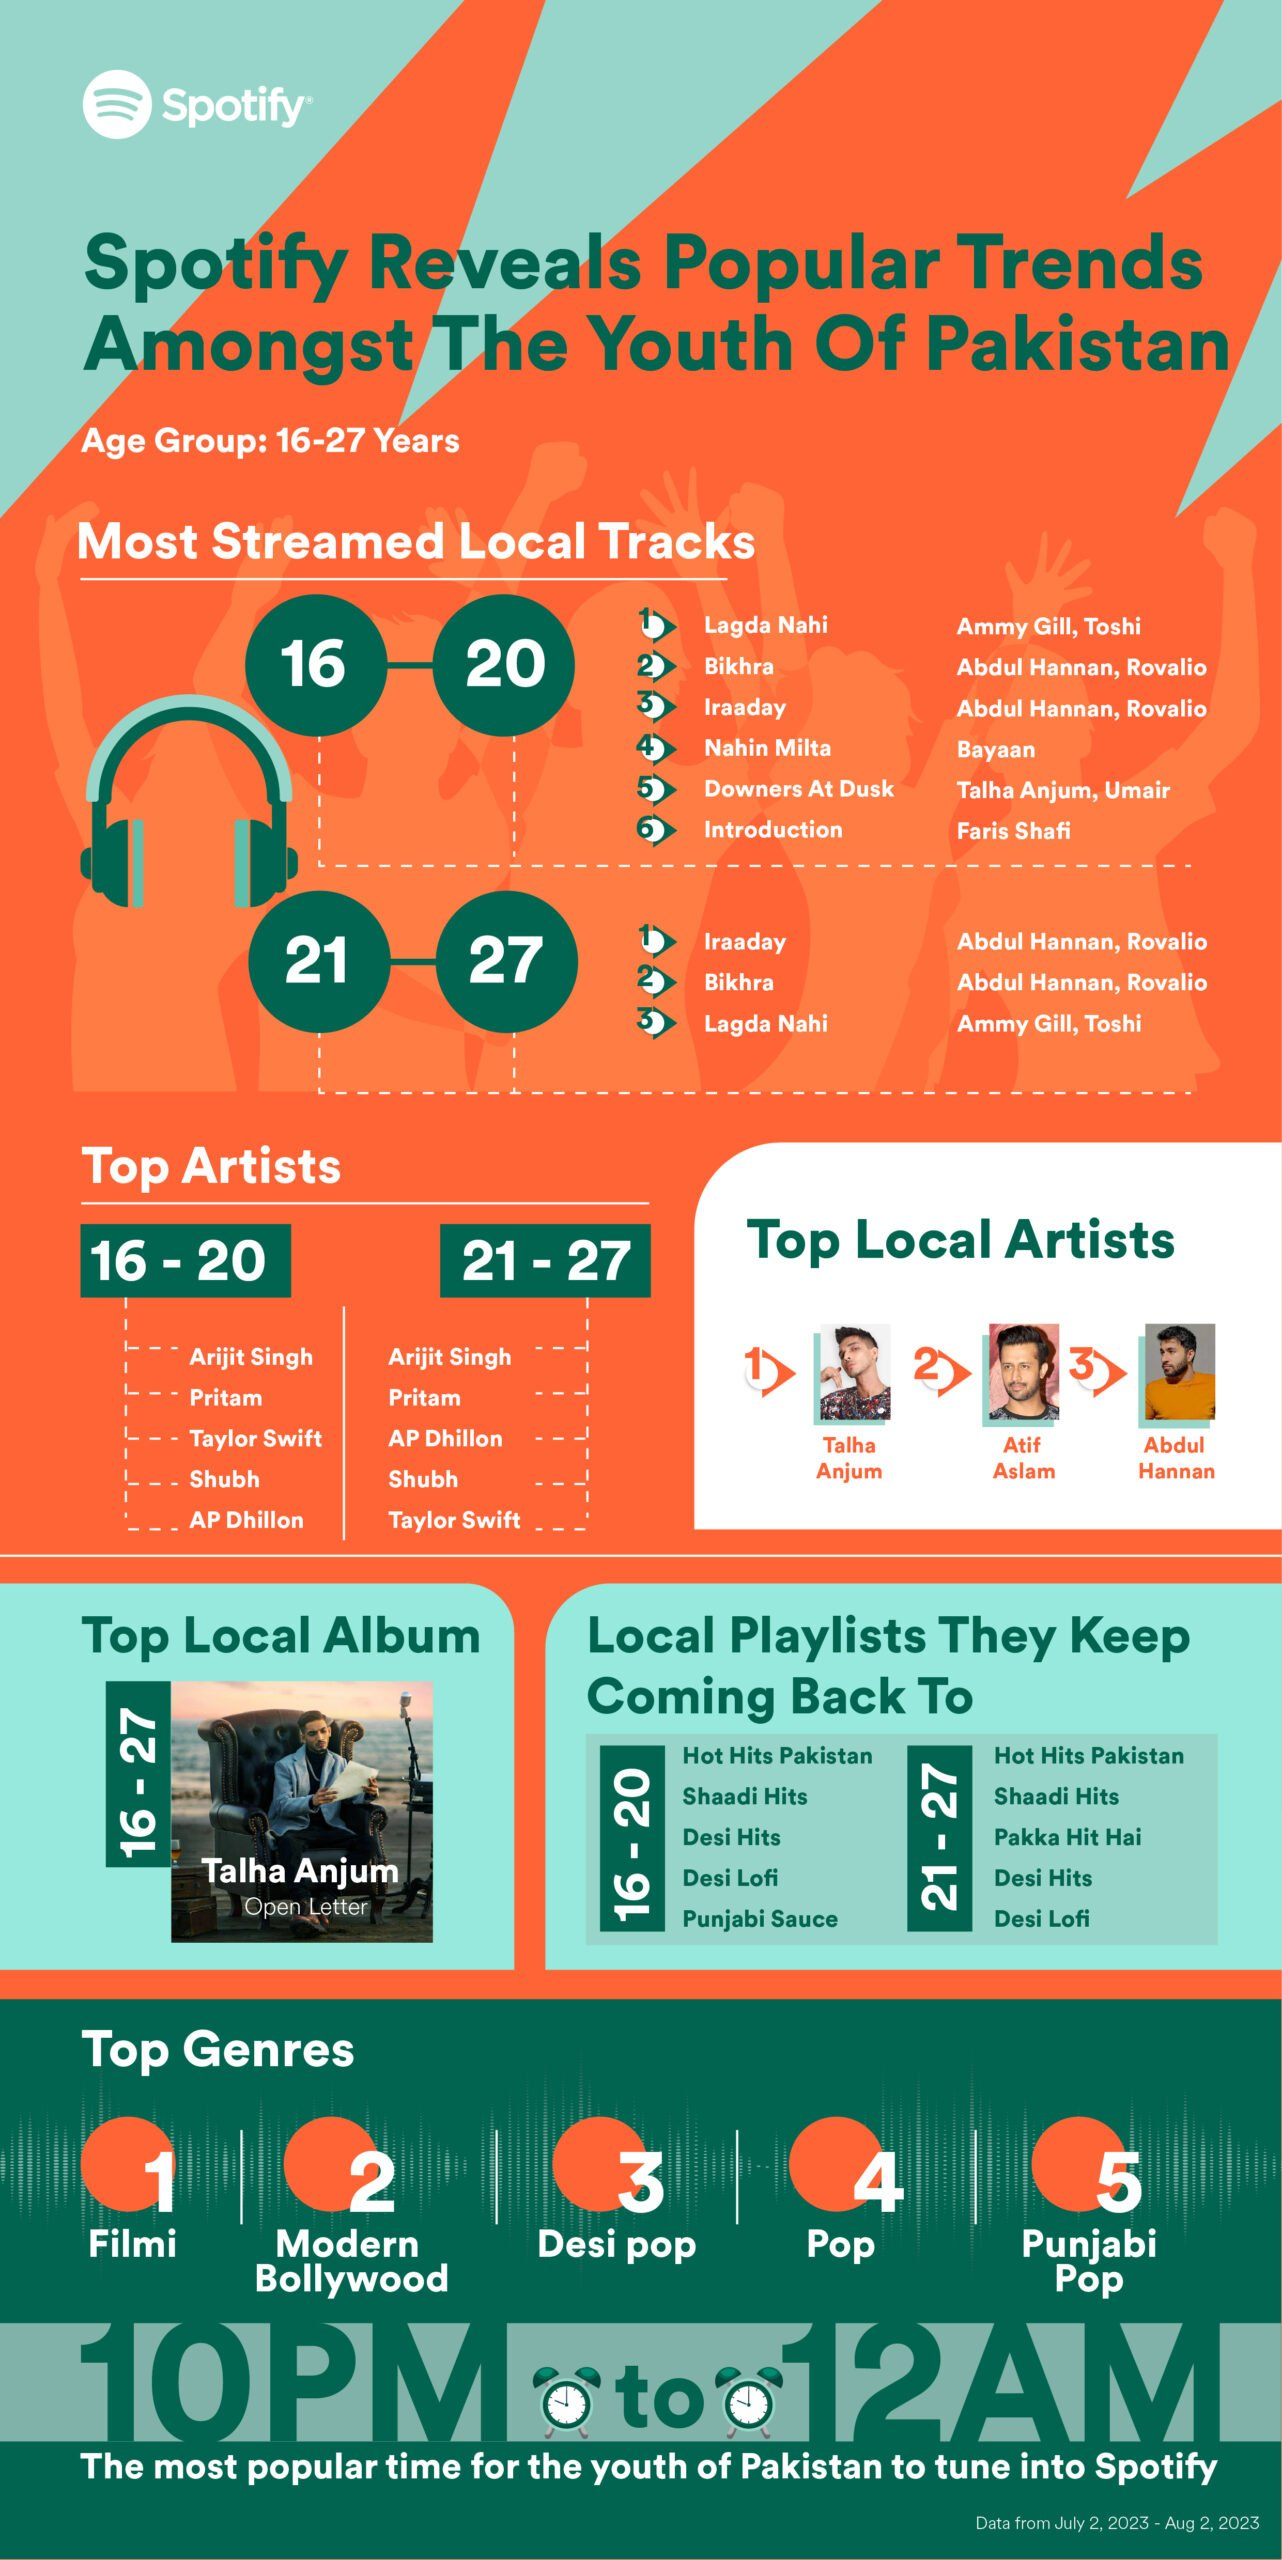 Spotify®
Spotify Reveals Popular Trends
Amongst The Youth Of Pakistan
Age Group: 16-27 Years
Most Streamed Local Tracks
16 20
1 Lagda Nahi Ammy Gill, Toshi
2 Bikhra Abdul Hannan, Rovalio
3 Iraaday Abdul Hannan, Rovalio
4 Nahin Milta Bayaan
5 Downers At Dusk Talha Anjum, Umair
6 Introduction Faris Shafi
21 27
1 Iraaday Abdul Hannan, Rovalio
2 Bikhra Abdul Hannan, Rovalio
3 Lagda Nahi Ammy Gill, Toshi
Top Artists
16 - 20
Arijit Singh
Pritam
Taylor Swift
Shubh
AP Dhillon
21 - 27
Arijit Singh
Pritam
AP Dhillon
Shubh
Taylor Swift
Top Local Artists
1
Talha
Anjum
2
Atif
Aslam
3
Abdul
Hannan
Top Local Album
16 - 27
Talha Anjum
Open Letter
Local Playlists They Keep
Coming Back To
16 - 20
Hot Hits Pakistan
Shaadi Hits
Desi Hits
Desi Lofi
Punjabi Sauce
21 - 27
Hot Hits Pakistan
Shaadi Hits
Pakka Hit Hai
Desi Hits
Desi Lofi
Top Genres
1
Filmi
2
Modern
Bollywood
3
Desi pop
4
Pop
5
Punjabi
Pop
10PM to 12AM
The most popular time for the youth of Pakistan to tune into Spotify
Data from July 2, 2023 - Aug 2, 2023